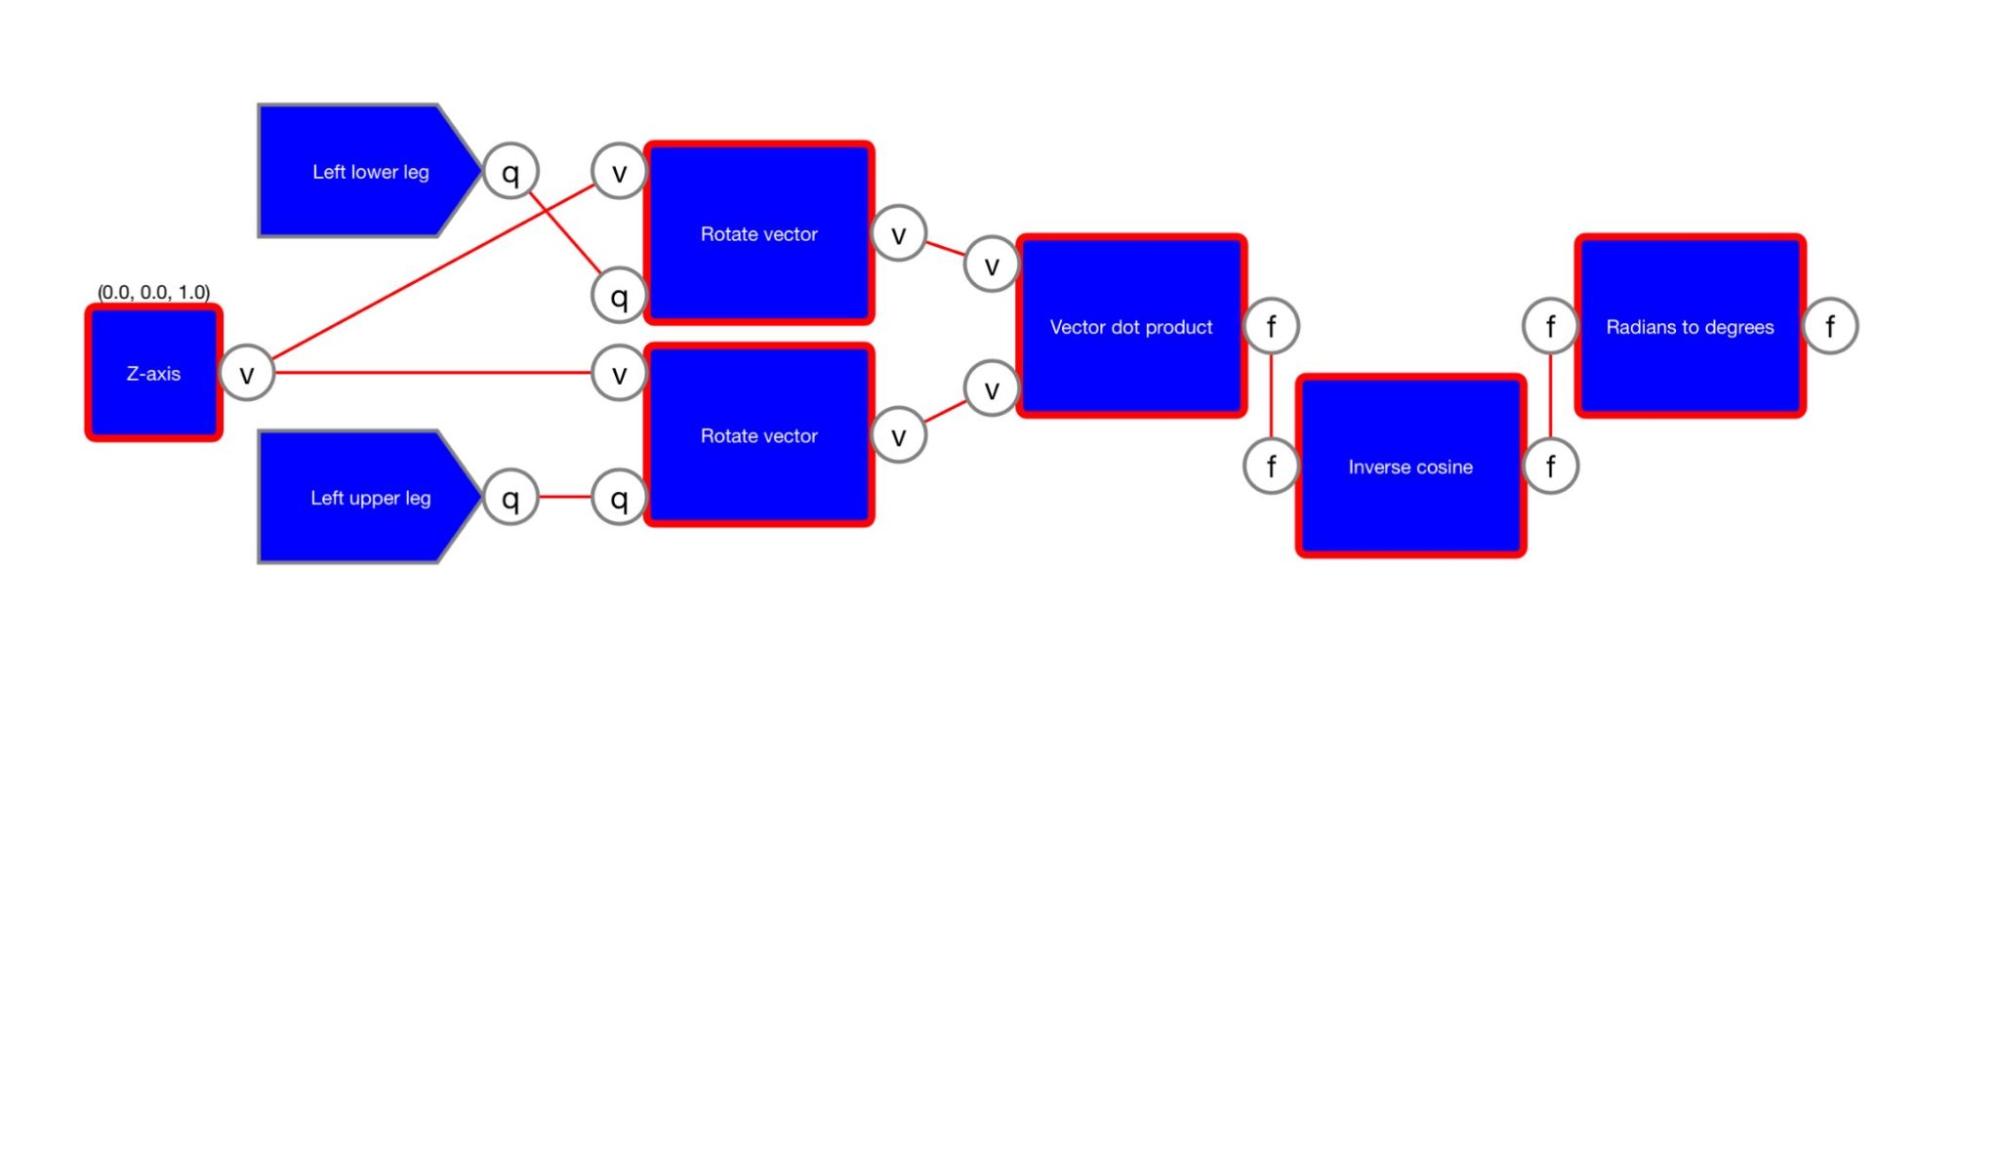 Left lower leg
q
v
Rotate vector
v
q
v
Vector dot product
f
f
Radians to degrees
f
(0.0, 0.0, 1.0)
Z-axis
v
v
Rotate vector
v
v
Left upper leg
q
q
f
Inverse cosine
f